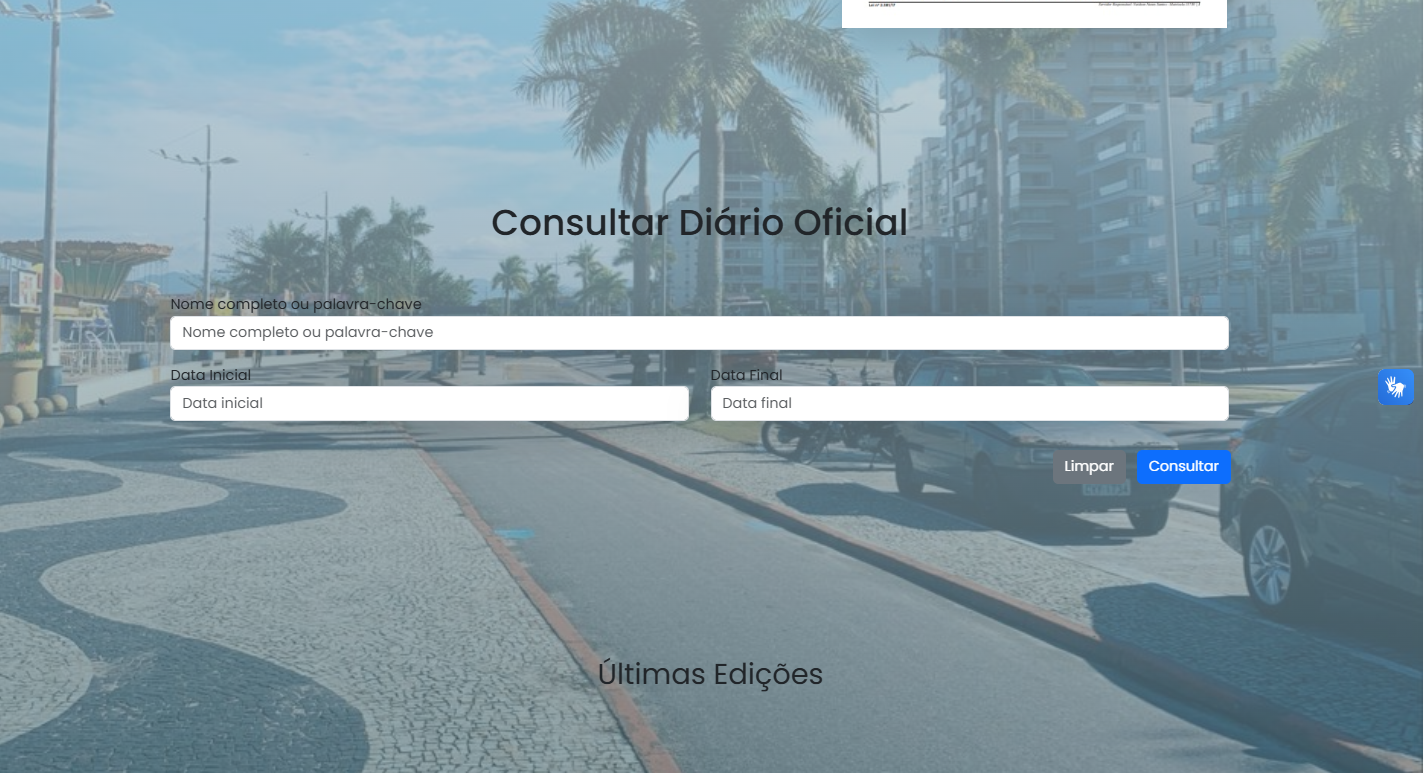 Consultar Diário Oficial
Nome completo ou palavra-chave
Nome completo ou palavra-chave
Data Inicial
Data Final
Data inicial
Data final
Limpar
Consultar
Últimas Edições